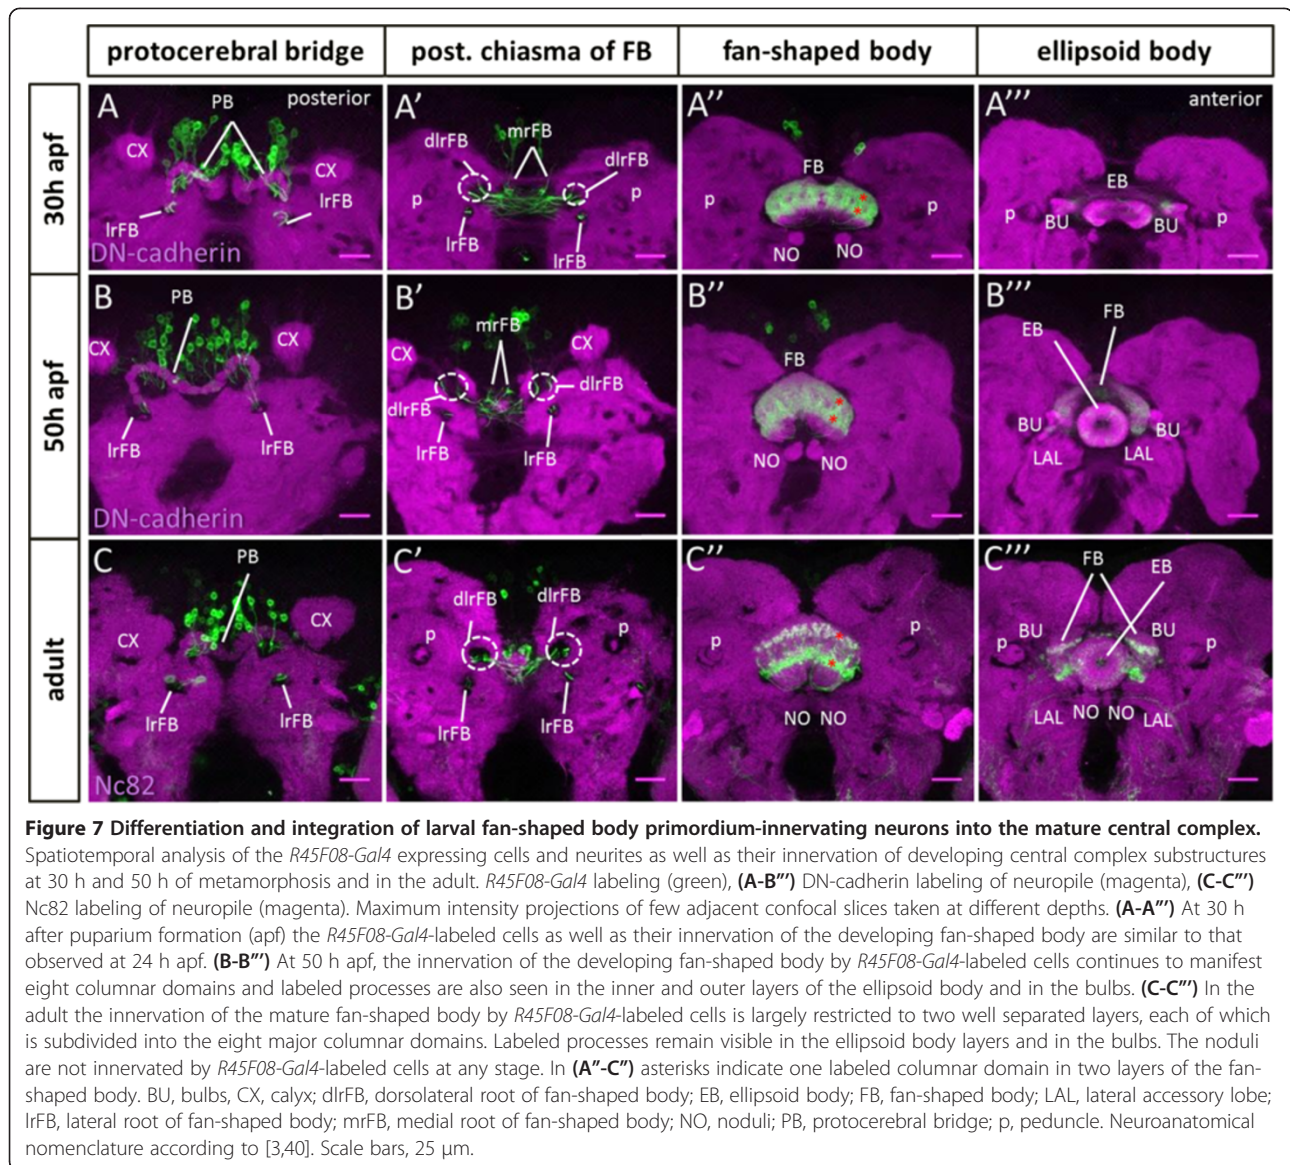 protocerebral bridge
post. chiasma of FB
fan-shaped body
ellipsoid body
30h apf
A
PB
posterior
CX
CX
lrFB
lrFB
DN-cadherin
A'
mrFB
dlrFB
dlrFB
p
p
lrFB
lrFB
A''
FB
p
p
NO
NO
A'''
anterior
EB
p
BU
BU
p
50h apf
B
PB
CX
CX
lrFB
lrFB
DN-cadherin
B'
mrFB
CX
CX
dlrFB
dlrFB
lrFB
lrFB
B''
FB
NO
NO
B'''
FB
EB
BU
BU
LAL
LAL
adult
C
PB
CX
CX
lrFB
lrFB
Nc82
C'
dlrFB
dlrFB
p
p
lrFB
lrFB
C''
p
p
NO
NO
C'''
FB
EB
BU
BU
p
p
LAL
NO
NO
LAL
Figure 7 Differentiation and integration of larval fan-shaped body primordium-innervating neurons into the mature central complex.
Spatiotemporal analysis of the R45F08-Gal4 expressing cells and neurites as well as their innervation of developing central complex substructures
at 30 h and 50 h of metamorphosis and in the adult. R45F08-Gal4 labeling (green), (A-B''') DN-cadherin labeling of neuropile (magenta), (C-C''')
Nc82 labeling of neuropile (magenta). Maximum intensity projections of few adjacent confocal slices taken at different depths. (A-A''') At 30 h
after puparium formation (apf) the R45F08-Gal4-labeled cells as well as their innervation of the developing fan-shaped body are similar to that
observed at 24 h apf. (B-B''') At 50 h apf, the innervation of the developing fan-shaped body by R45F08-Gal4-labeled cells continues to manifest
eight columnar domains and labeled processes are also seen in the inner and outer layers of the ellipsoid body and in the bulbs. (C-C''') In the
adult the innervation of the mature fan-shaped body by R45F08-Gal4-labeled cells is largely restricted to two well separated layers, each of which
is subdivided into the eight major columnar domains. Labeled processes remain visible in the ellipsoid body layers and in the bulbs. The noduli
are not innervated by R45F08-Gal4-labeled cells at any stage. In (A''-C'') asterisks indicate one labeled columnar domain in two layers of the fan-
shaped body. BU, bulbs, CX, calyx; dlrFB, dorsolateral root of fan-shaped body; EB, ellipsoid body; FB, fan-shaped body; LAL, lateral accessory lobe;
lrFB, lateral root of fan-shaped body; mrFB, medial root of fan-shaped body; NO, noduli; PB, protocerebral bridge; p, peduncle. Neuroanatomical
nomenclature according to [3,40]. Scale bars, 25 μm.